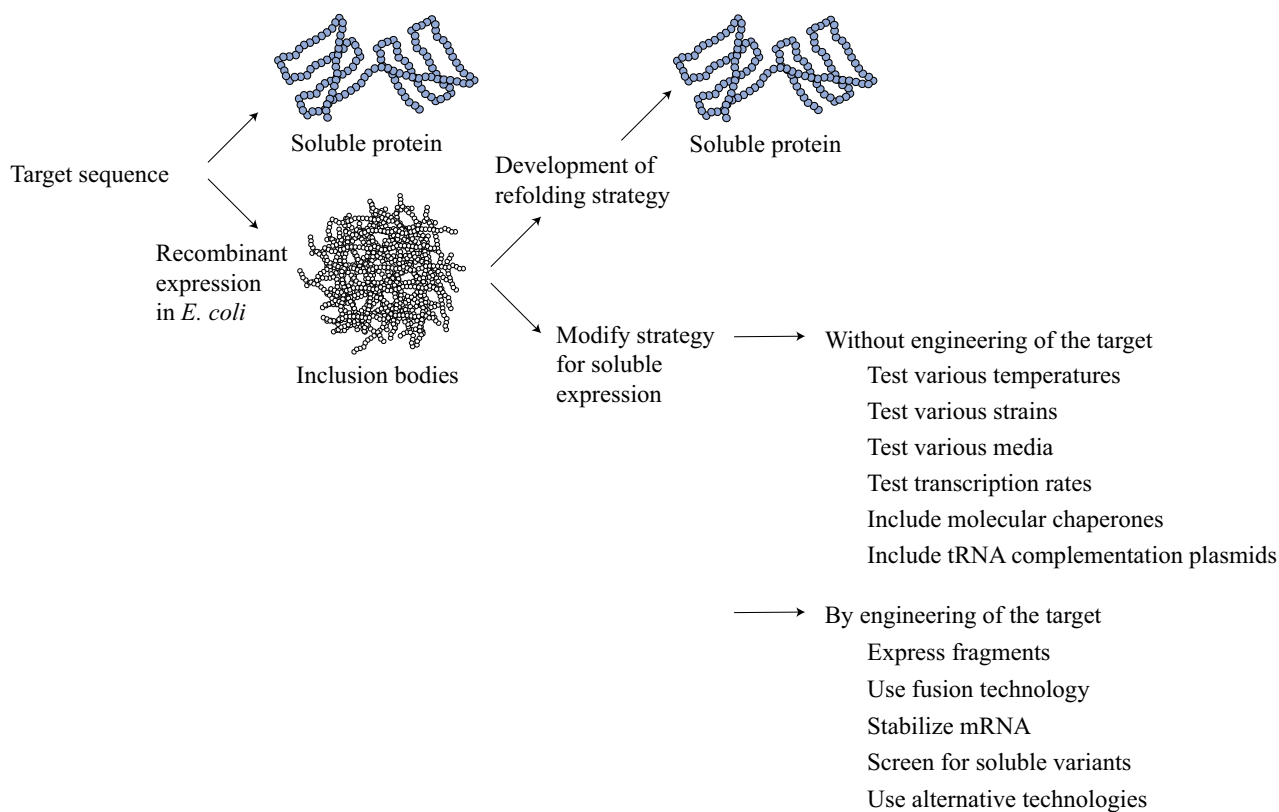 Soluble protein
Soluble protein
Target sequence
Development of
refolding strategy
Recombinant
expression
in E. coli
Inclusion bodies
Modify strategy
for soluble
expression
Without engineering of the target
Test various temperatures
Test various strains
Test various media
Test transcription rates
Include molecular chaperones
Include tRNA complementation plasmids
By engineering of the target
Express fragments
Use fusion technology
Stabilize mRNA
Screen for soluble variants
Use alternative technologies